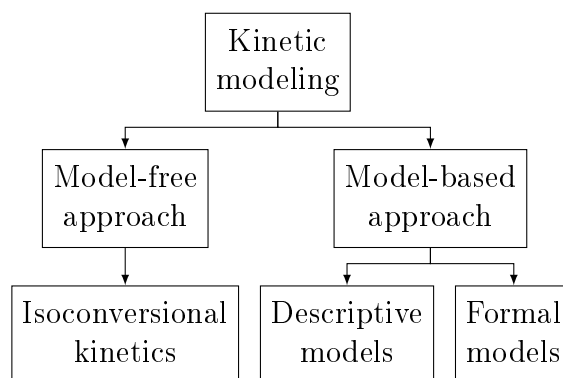 Kinetic
modeling
Model-free
approach
Model-based
approach
Isoconversional
kinetics
Descriptive
models
Formal
models